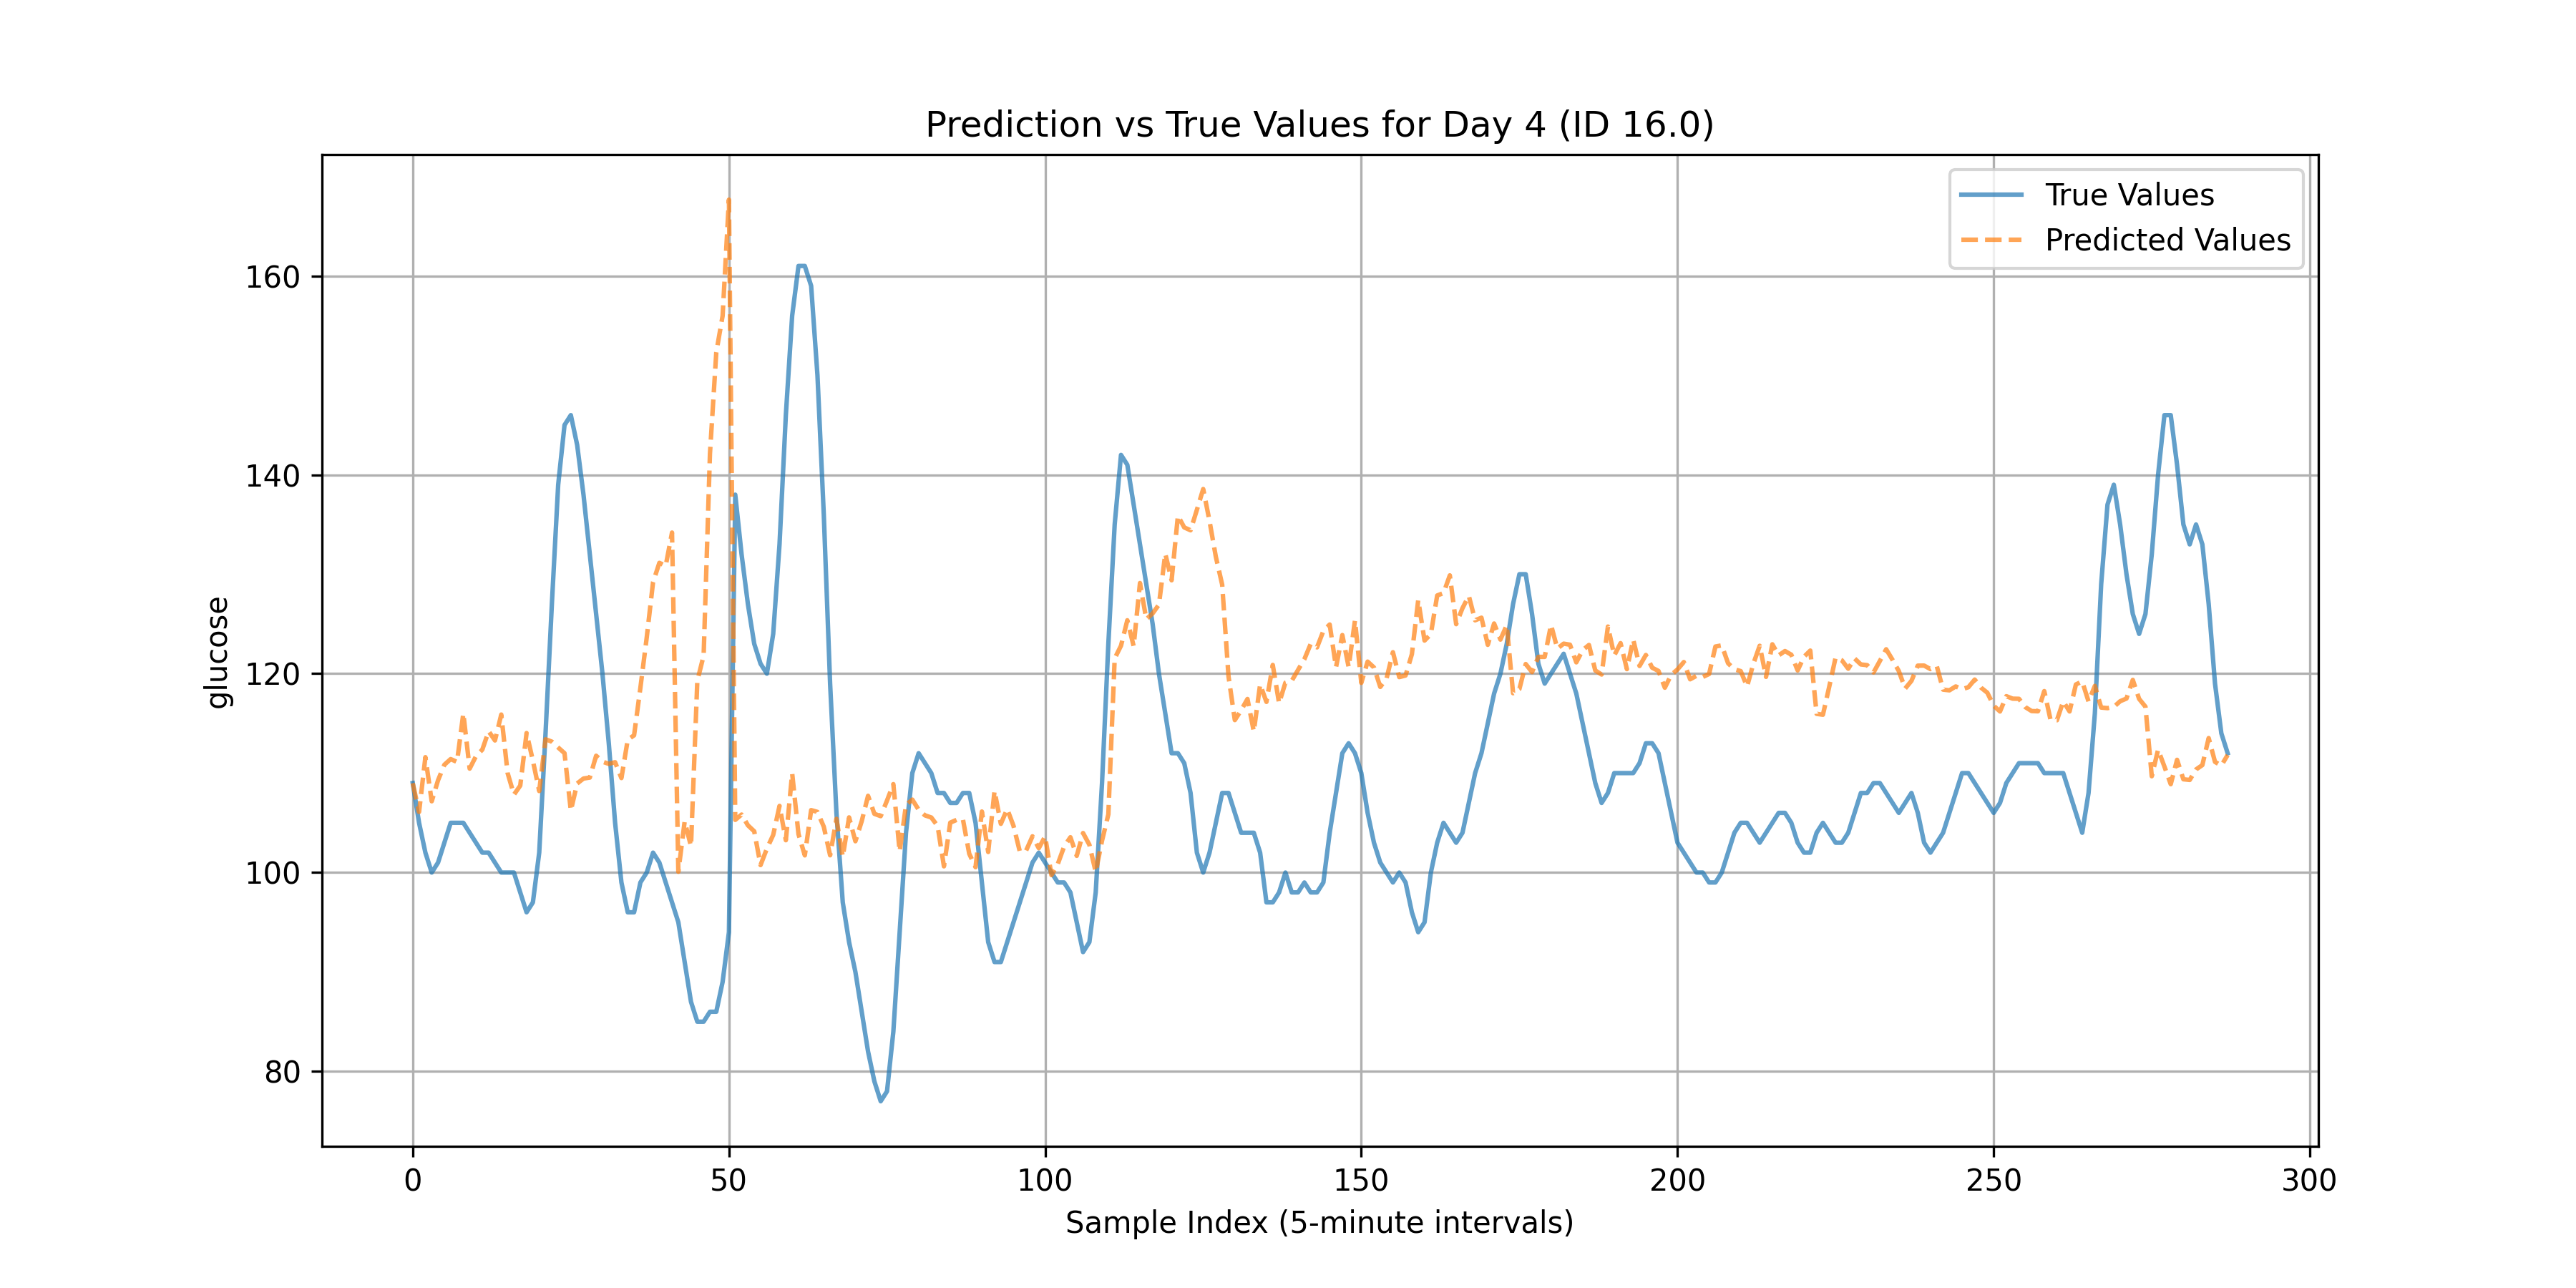 Prediction vs True Values for Day 4 (ID 16.0)
True Values
Predicted Values
glucose
160
140
120
100
80
0 50 100 150 200 250 300
Sample Index (5-minute intervals)